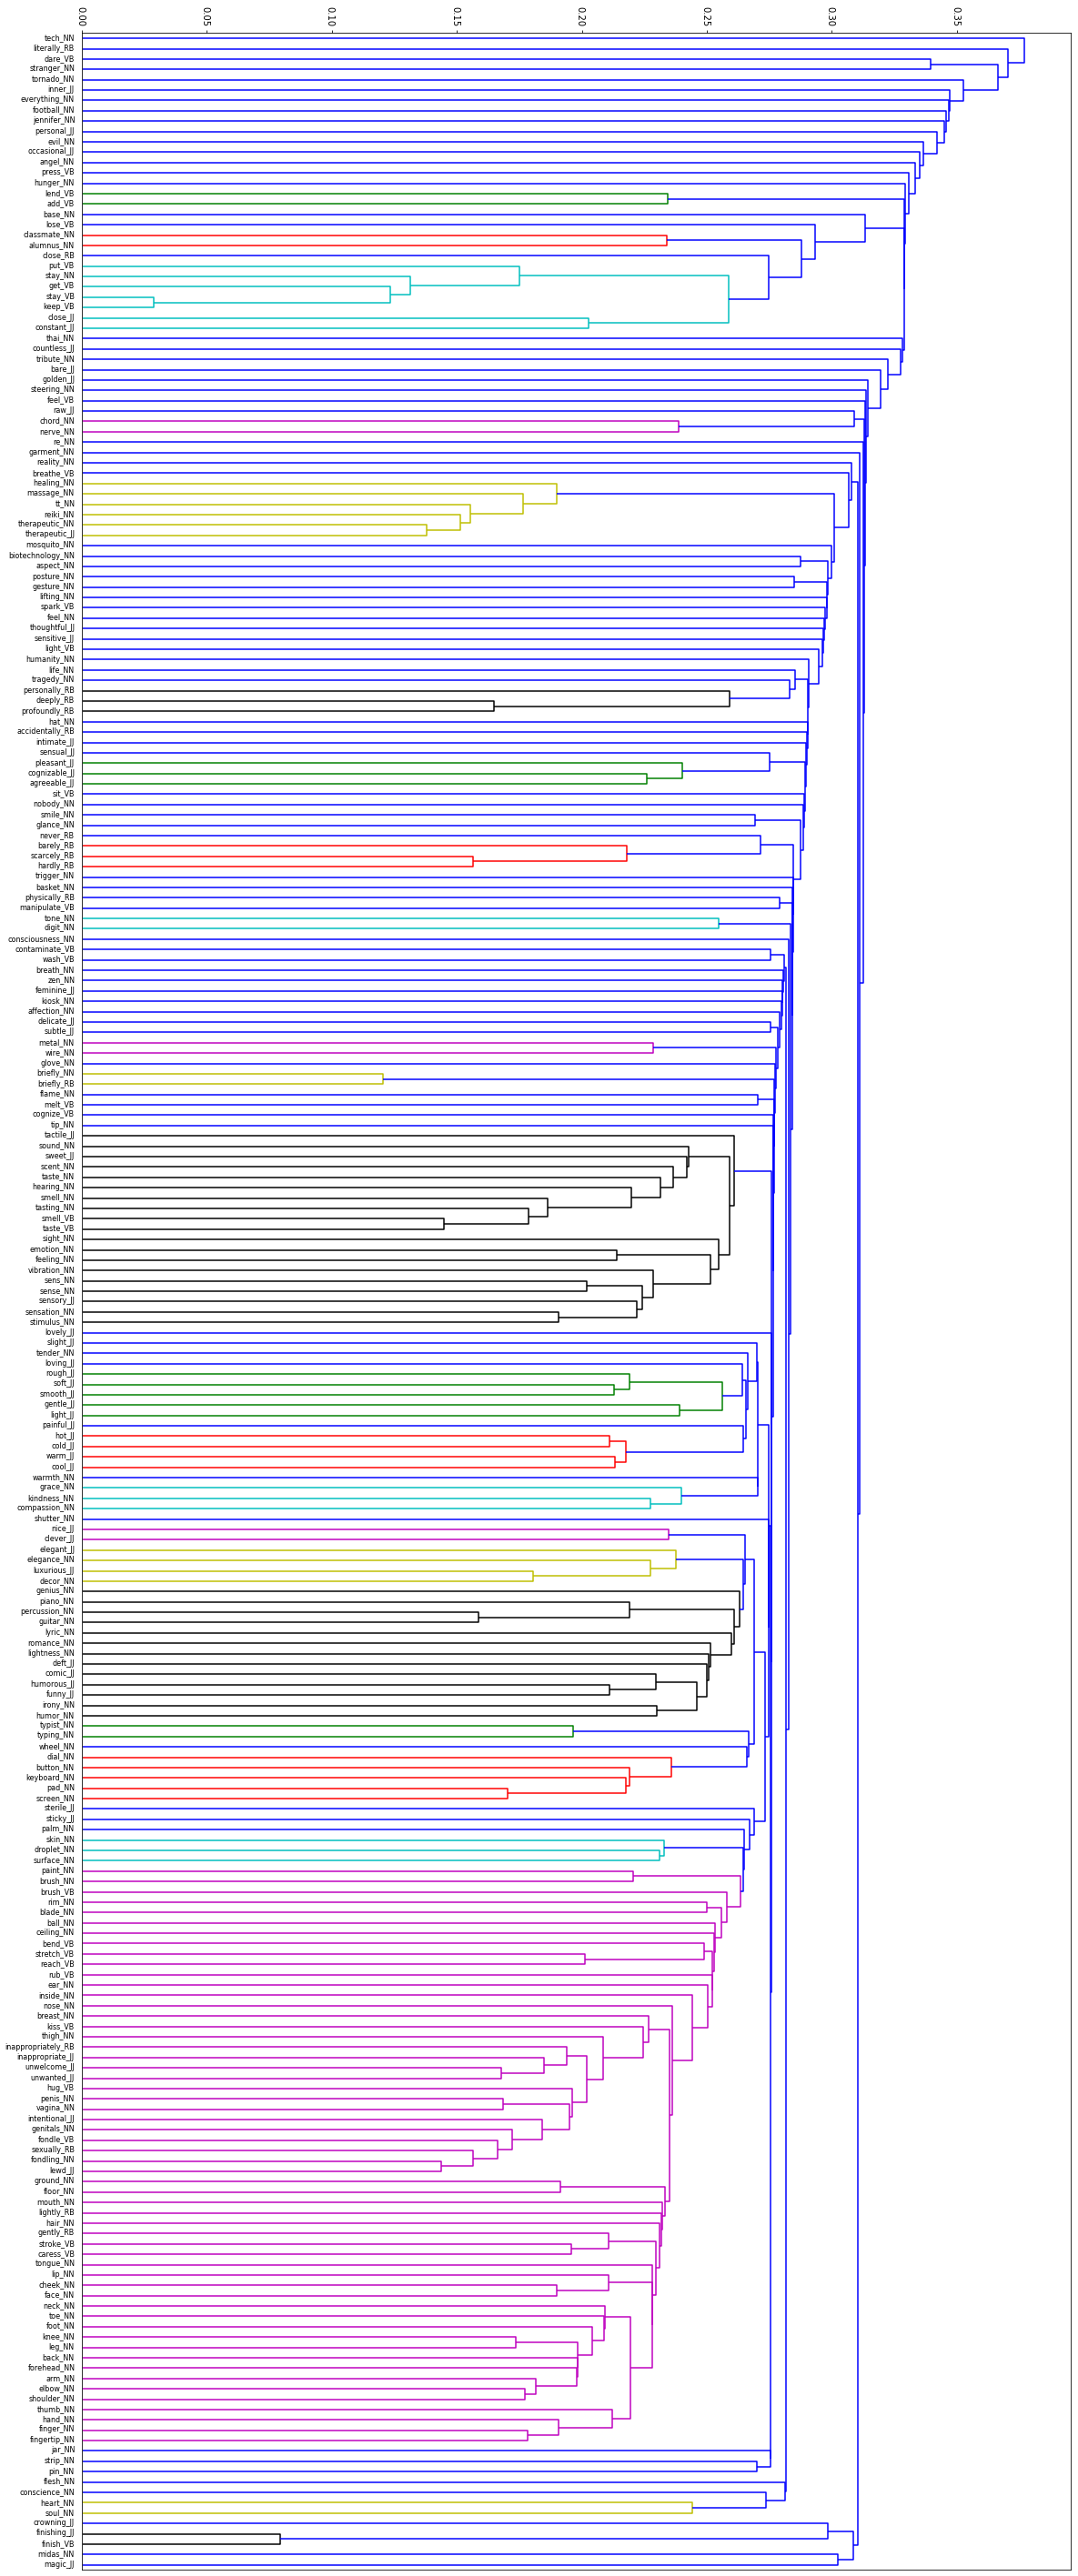 0.00 0.05 0.10 0.15 0.20 0.25 0.30 0.35
tech_NN
literally_RB
dare_VB
stranger_NN
tornado_NN
inner_JJ
everything_NN
football_NN
jennifer_NN
personal_JJ
evil_NN
occasional_JJ
angel_NN
press_VB
hunger_NN
lend_VB
add_VB
base_NN
lose_VB
classmate_NN
alumnus_NN
close_RB
put_VB
stay_NN
get_VB
stay_VB
keep_VB
close_JJ
constant_JJ
thai_NN
countless_JJ
tribute_NN
bare_JJ
golden_JJ
steering_NN
feel_VB
raw_JJ
chord_NN
nerve_NN
re_NN
garment_NN
reality_NN
breathe_VB
healing_NN
massage_NN
tt_NN
reiki_NN
therapeutic_NN
therapeutic_JJ
mosquito_NN
biotechnology_NN
aspect_NN
posture_NN
gesture_NN
lifting_NN
spark_VB
feel_NN
thoughtful_JJ
sensitive_JJ
light_VB
humanity_NN
life_NN
tragedy_NN
personally_RB
deeply_RB
profoundly_RB
hat_NN
accidentally_RB
intimate_JJ
sensual_JJ
pleasant_JJ
cognizable_JJ
agreeable_JJ
sit_VB
nobody_NN
smile_NN
glance_NN
never_RB
barely_RB
scarcely_RB
hardly_RB
trigger_NN
basket_NN
physically_RB
manipulate_VB
tone_NN
digit_NN
consciousness_NN
contaminate_VB
wash_VB
breath_NN
zen_NN
feminine_JJ
kiosk_NN
affection_NN
delicate_JJ
subtle_JJ
metal_NN
wire_NN
glove_NN
briefly_NN
briefly_RB
flame_NN
melt_VB
cognize_VB
tip_NN
tactile_JJ
sound_NN
sweet_JJ
scent_NN
taste_NN
hearing_NN
smell_NN
tasting_NN
smell_VB
taste_VB
sight_NN
emotion_NN
feeling_NN
vibration_NN
sens_NN
sense_NN
sensory_JJ
sensation_NN
stimulus_NN
lovely_JJ
slight_JJ
tender_NN
loving_JJ
rough_JJ
soft_JJ
smooth_JJ
gentle_JJ
light_JJ
painful_JJ
hot_JJ
cold_JJ
warm_JJ
cool_JJ
warmth_NN
grace_NN
kindness_NN
compassion_NN
shutter_NN
nice_JJ
clever_JJ
elegant_JJ
elegance_NN
luxurious_JJ
decor_NN
genius_NN
piano_NN
percussion_NN
guitar_NN
lyric_NN
romance_NN
lightness_NN
deft_JJ
comic_JJ
humorous_JJ
funny_JJ
irony_NN
humor_NN
typist_NN
typing_NN
wheel_NN
dial_NN
button_NN
keyboard_NN
pad_NN
screen_NN
sterile_JJ
sticky_JJ
palm_NN
skin_NN
droplet_NN
surface_NN
paint_NN
brush_NN
brush_VB
rim_NN
blade_NN
ball_NN
ceiling_NN
bend_VB
stretch_VB
reach_VB
rub_VB
ear_NN
inside_NN
nose_NN
breast_NN
kiss_VB
thigh_NN
inappropriately_RB
inappropriate_JJ
unwelcome_JJ
unwanted_JJ
hug_VB
penis_NN
vagina_NN
intentional_JJ
genitals_NN
fondle_VB
sexually_RB
fondling_NN
lewd_JJ
ground_NN
floor_NN
mouth_NN
lightly_RB
hair_NN
gently_RB
stroke_VB
caress_VB
tongue_NN
lip_NN
cheek_NN
face_NN
neck_NN
toe_NN
foot_NN
knee_NN
leg_NN
back_NN
forehead_NN
arm_NN
elbow_NN
shoulder_NN
thumb_NN
hand_NN
finger_NN
fingertip_NN
jar_NN
strip_NN
pin_NN
flesh_NN
conscience_NN
heart_NN
soul_NN
crowning_JJ
finishing_JJ
finish_VB
midas_NN
magic_JJ